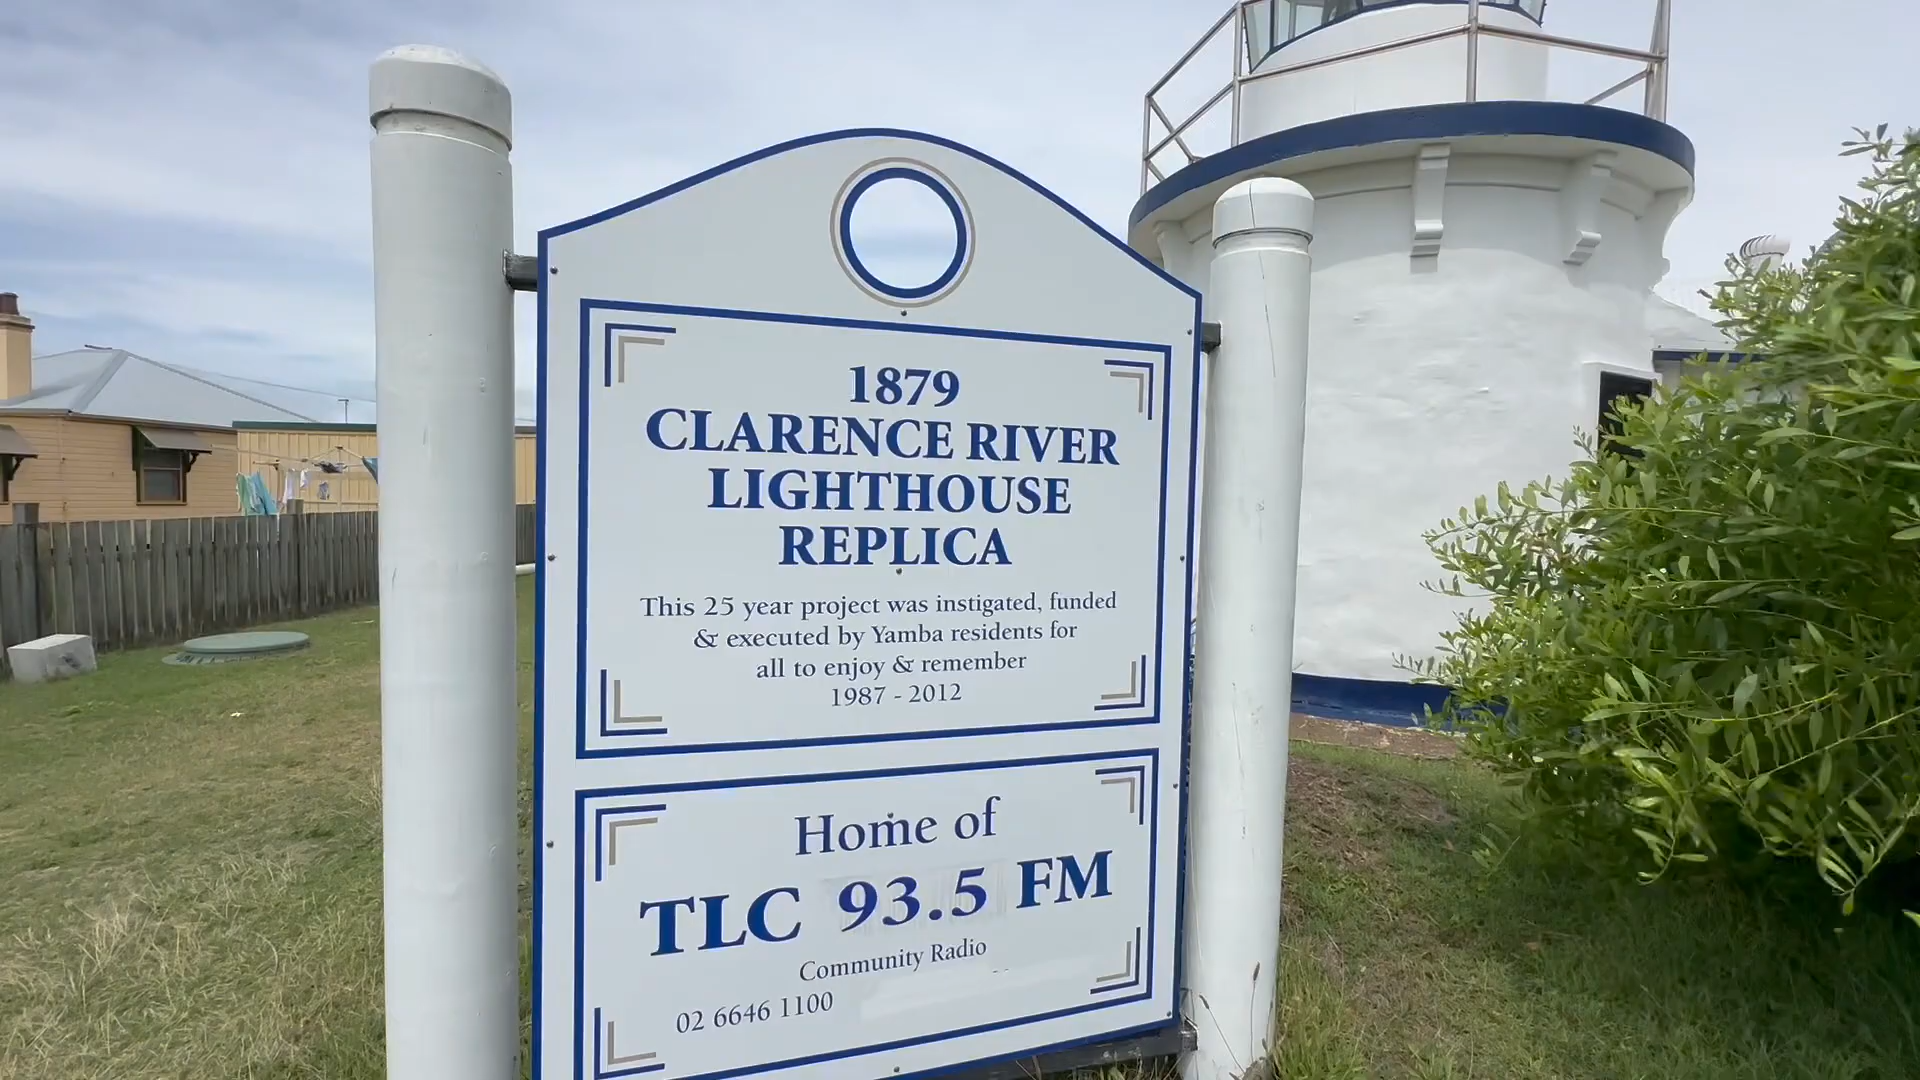 1879
CLARENCE RIVER
LIGHTHOUSE
REPLICA
This 25 year project was instigated, funded
& executed by Yamba residents for
all to enjoy & remember
1987 - 2012
Home of
TLC 93.5 FM
Community Radio
02 6646 1100